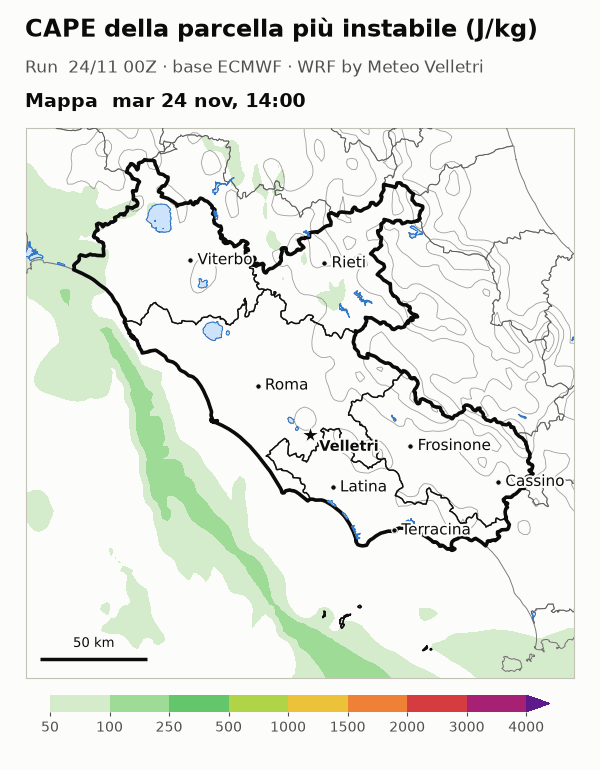 CAPE della parcella più instabile (J/kg)
Run  24/11 00Z · base ECMWF · WRF by Meteo Velletri
Mappa  mar 24 nov, 14:00
Viterbo
Rieti
Roma
Velletri
Frosinone
Cassino
Latina
Terracina
50 km
50 100 250 500 1000 1500 2000 3000 4000